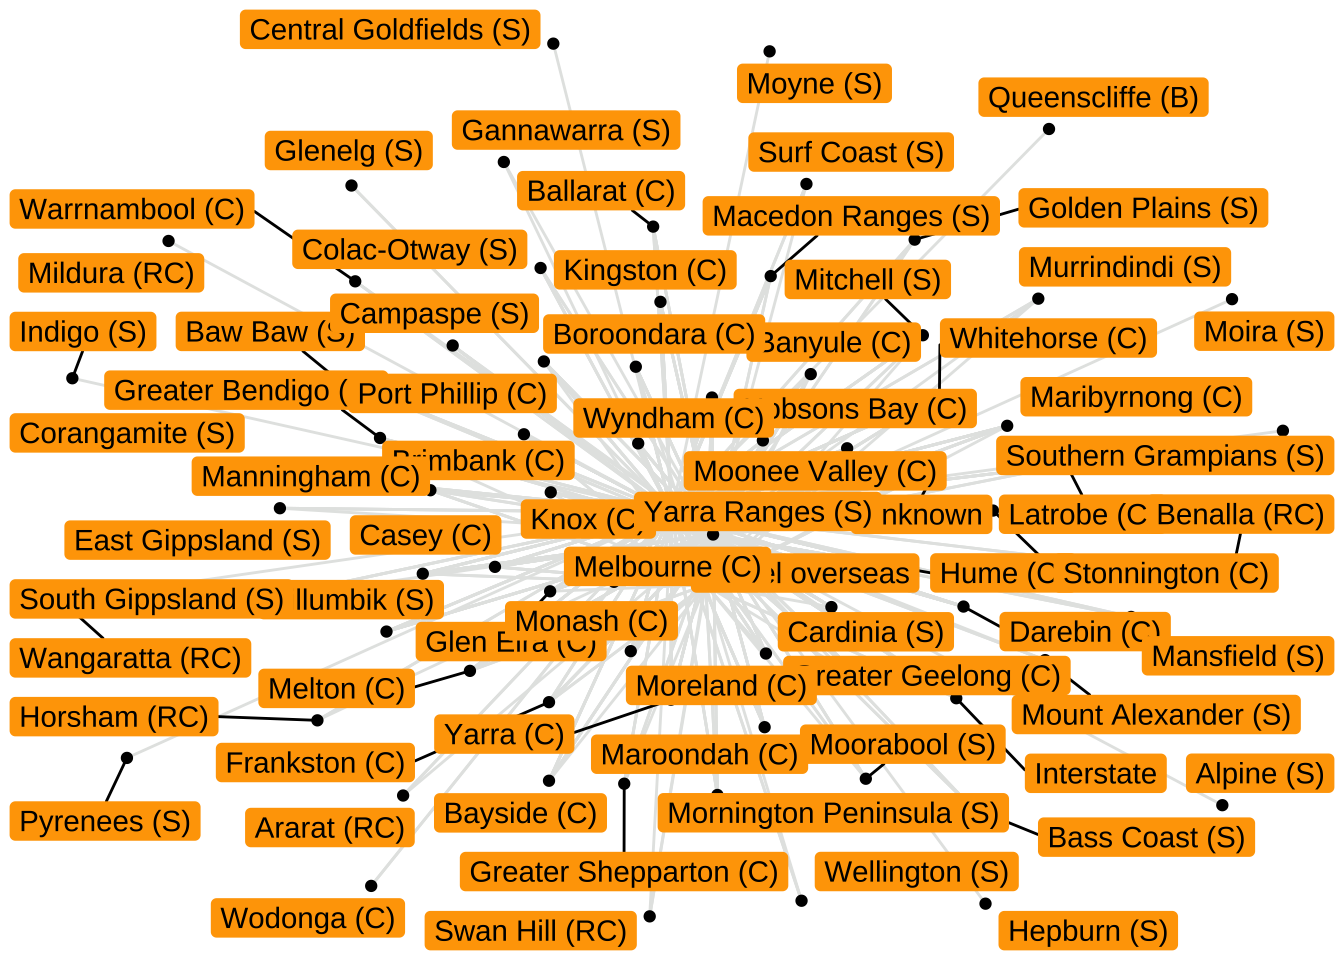 Central Goldfields (S)
Moyne (S)
Queenscliffe (B)
Gannawarra (S)
Glenelg (S)
Surf Coast (S)
Ballarat (C)
Warrnambool (C)
Macedon Ranges (S)
Golden Plains (S)
Colac-Otway (S)
Mildura (RC)
Kingston (C)
Mitchell (S)
Murrindindi (S)
Campaspe (S)
Indigo (S)
Baw Baw (S)
Boroondara (C)
Banyule (C)
Whitehorse (C)
Moira (S)
Greater Bendigo (
Port Phillip (C)
Maribyrnong (C)
Wyndham (C)
obsons Bay (C)
Corangamite (S)
Brimbank (C)
Manningham (C)
Moonee Valley (C)
Southern Grampians (S)
East Gippsland (S)
Casey (C)
Knox (C)
Yarra Ranges (S)
nknown
Latrobe (C
Benalla (RC)
Melbourne (C)
el overseas
Hume (C
Stonnington (C)
South Gippsland (S)
llumbik (S)
Monash (C)
Glen Eira (C)
Cardinia (S)
Darebin (C)
Wangaratta (RC)
Mansfield (S)
Melton (C)
Moreland (C)
reater Geelong (C)
Horsham (RC)
Mount Alexander (S)
Yarra (C)
Frankston (C)
Maroondah (C)
Moorabool (S)
Interstate
Alpine (S)
Pyrenees (S)
Ararat (RC)
Bayside (C)
Mornington Peninsula (S)
Bass Coast (S)
Greater Shepparton (C)
Wellington (S)
Wodonga (C)
Swan Hill (RC)
Hepburn (S)